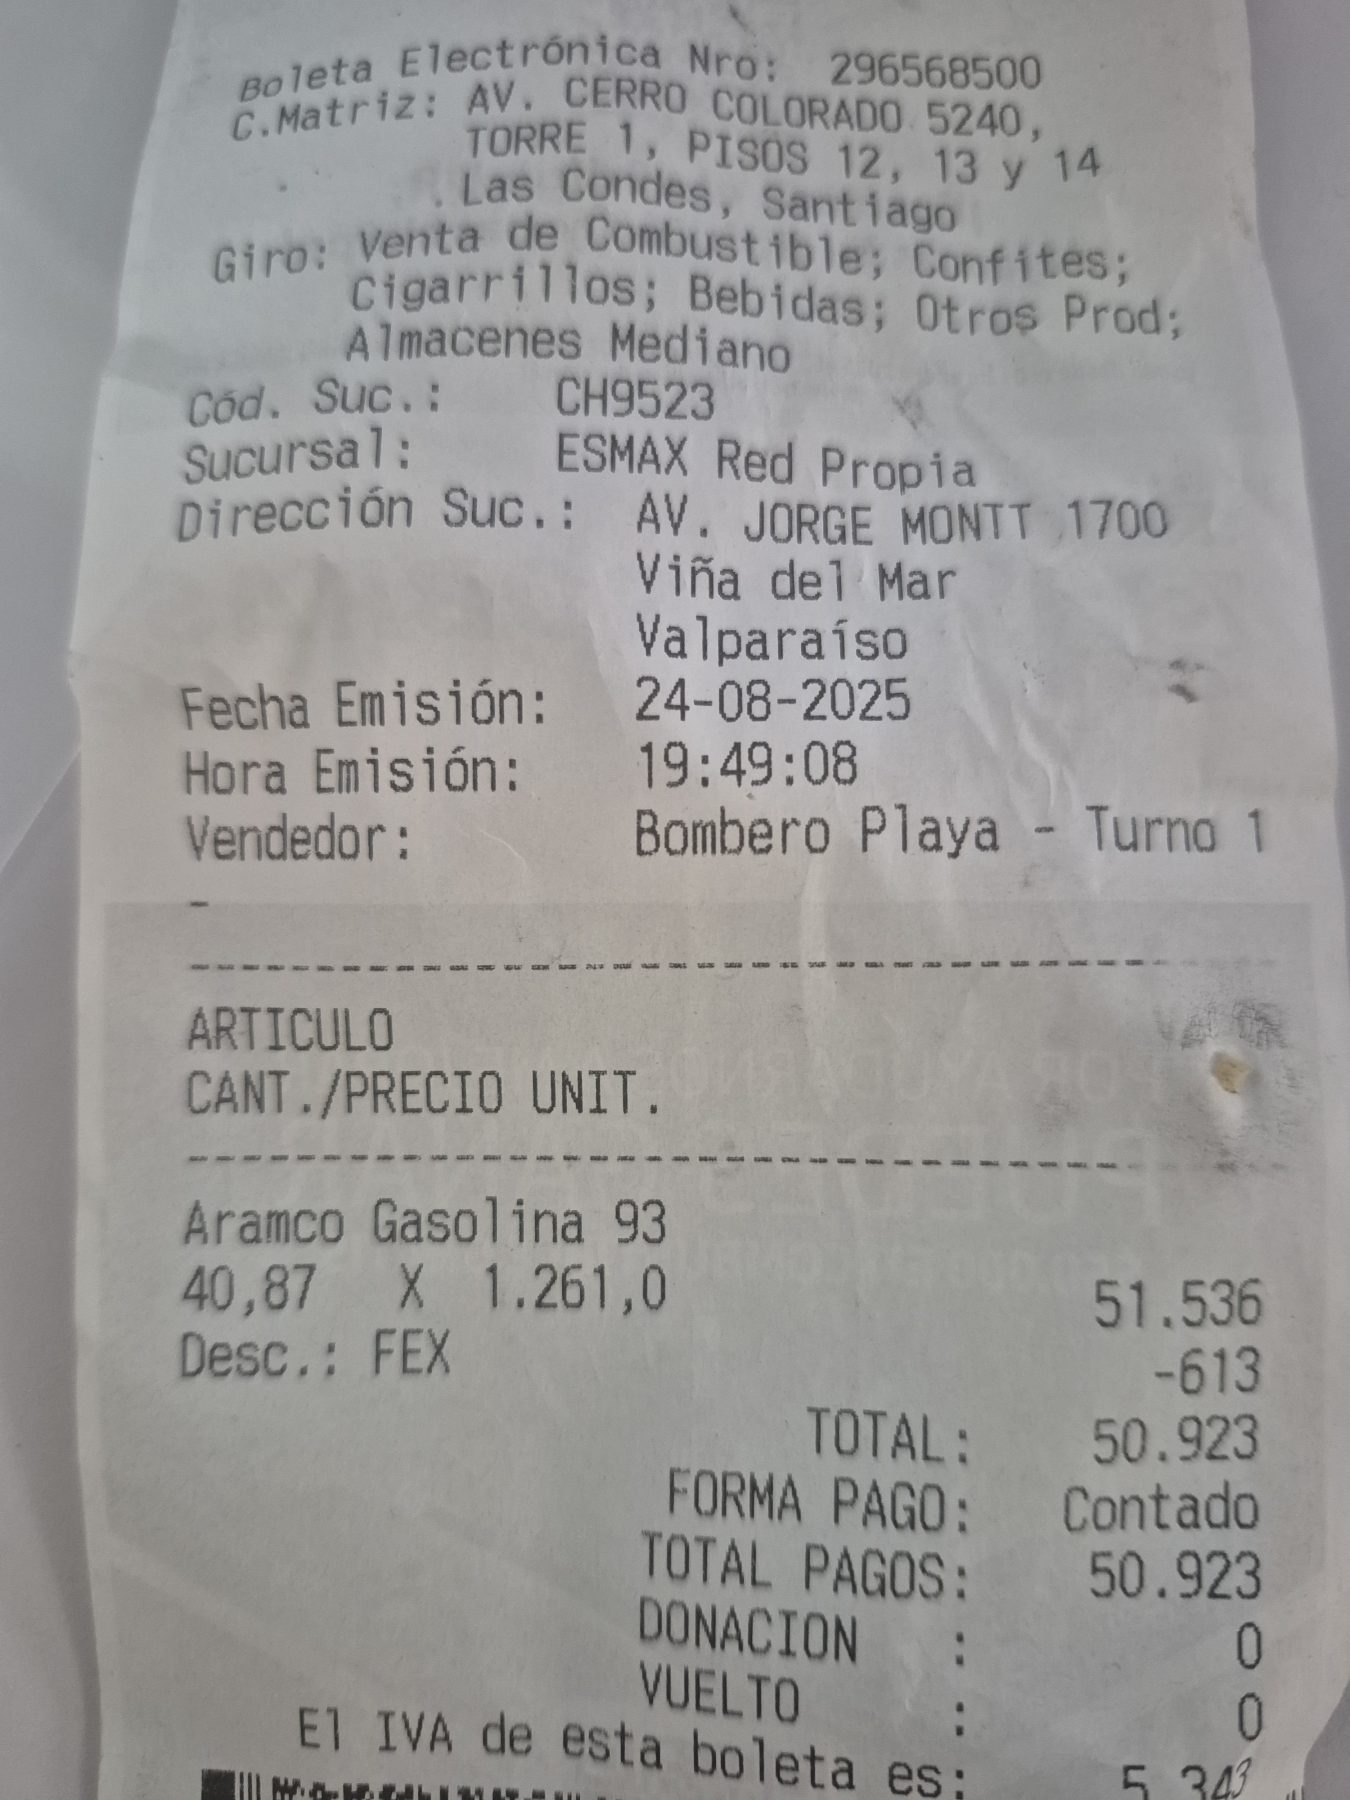 Boleta Electrónica Nro: 296568500
C.Matriz: AV. CERRO COLORADO 5240,
TORRE 1, PISOS 12, 13 y 14
Las Condes, Santiago
Giro: Venta de Combustible; Confites;
Cigarrillos; Bebidas; Otros Prod;
Almacenes Mediano
Cód. Suc.: CH9523
Sucursal: ESMAX Red Propia
Dirección Suc.: AV. JORGE MONTT 1700
Viña del Mar
Valparaíso
Fecha Emisión: 24-08-2025
Hora Emisión: 19:49:08
Vendedor: Bombero Playa - Turno 1
-
ARTICULO
CANT./PRECIO UNIT.
Aramco Gasolina 93
40,87 X 1.261,0 51.536
Desc.: FEX -613
TOTAL: 50.923
FORMA PAGO: Contado
TOTAL PAGOS: 50.923
DONACION : 0
VUELTO : 0
El IVA de esta boleta es: 5.343